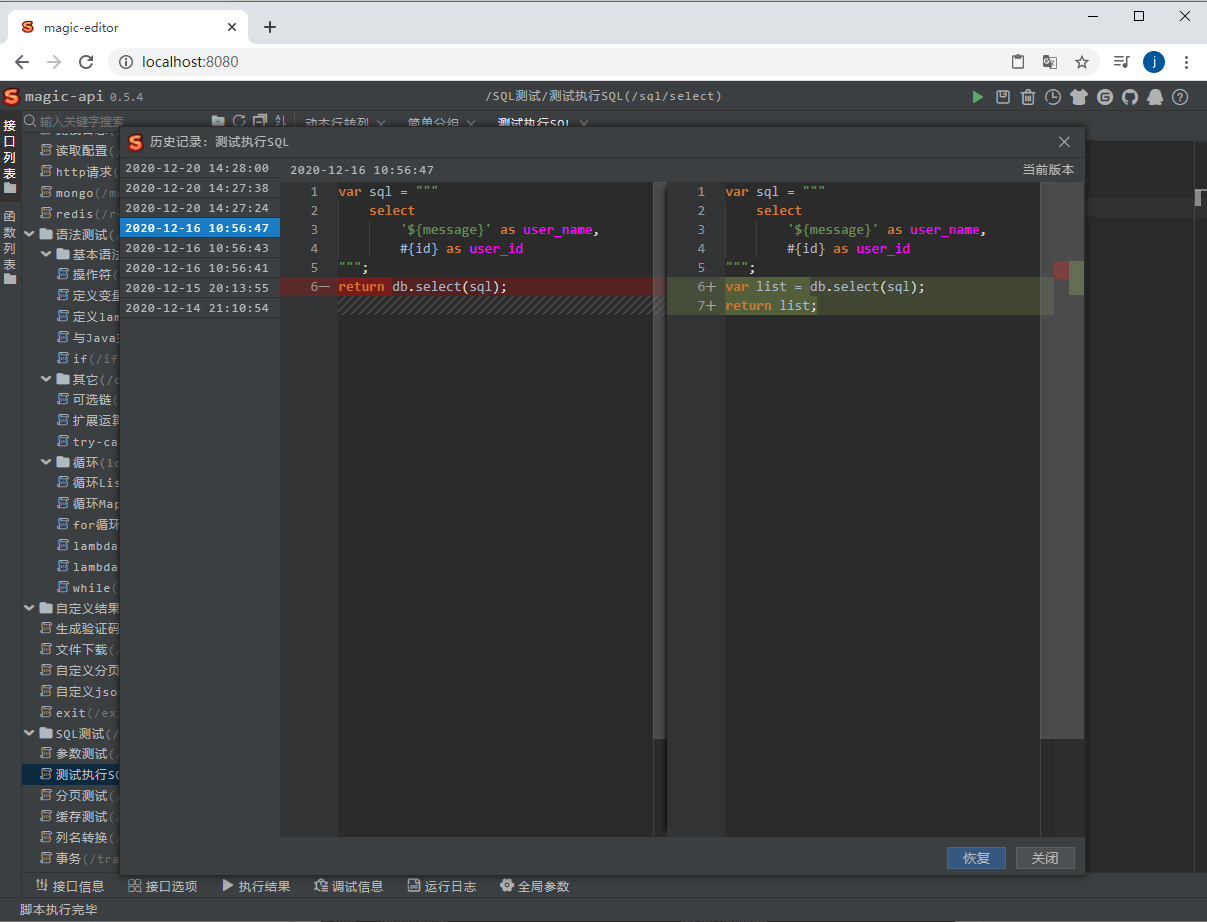 magic-editor
localhost:8080
j
magic-api 0.5.4
/SQL测试/测试执行SQL(/sql/select)
接口列表
函数列表
输入关键字搜索
动态行转列
简单分组
测试执行SQL
读取配置(
http请求(
mongo(/m
redis(/r
语法测试(/
基本语法
操作符(
定义变量
定义lam
与Java
if(/if
其它(/o
可选链(
扩展运算
try-ca
循环(lo
循环Lis
循环Map
for循环
lambda
lambda
while(
自定义结果
生成验证码
文件下载(
自定义分页
自定义jso
exit(/ex
SQL测试(/
参数测试(
测试执行SQ
分页测试(
缓存测试(
列名转换(
事务(/tra
历史记录: 测试执行SQL
2020-12-20 14:28:00
2020-12-20 14:27:38
2020-12-20 14:27:24
2020-12-16 10:56:47
2020-12-16 10:56:43
2020-12-16 10:56:41
2020-12-15 20:13:55
2020-12-14 21:10:54
2020-12-16 10:56:47
当前版本
1 var sql = """
2 select
3 '${message}' as user_name,
4 #{id} as user_id
5 """;
6— return db.select(sql);
1 var sql = """
2 select
3 '${message}' as user_name,
4 #{id} as user_id
5 """;
6+ var list = db.select(sql);
7+ return list;
恢复
关闭
接口信息
接口选项
执行结果
调试信息
运行日志
全局参数
脚本执行完毕